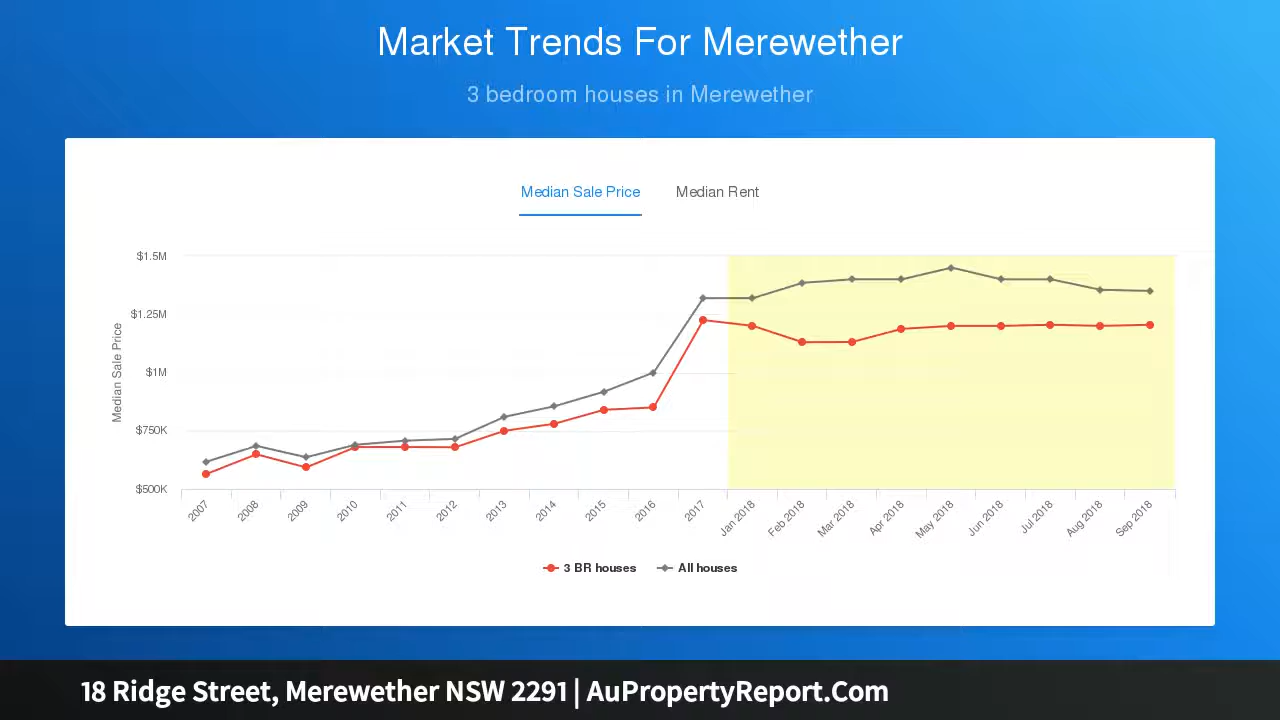 Market Trends For Merewether
3 bedroom houses in Merewether
Median Sale Price Median Rent
$1.5M
$1.25M
$1M
$750K
$500K
Median Sale Price
2007 2008 2009 2010 2011 2012 2013 2014 2015 2016 2017 Jan 2018 Feb 2018 Mar 2018 Apr 2018 May 2018 Jun 2018 Jul 2018 Aug 2018 Sep 2018
3 BR houses All houses
18 Ridge Street, Merewether NSW 2291 | AuPropertyReport.Com